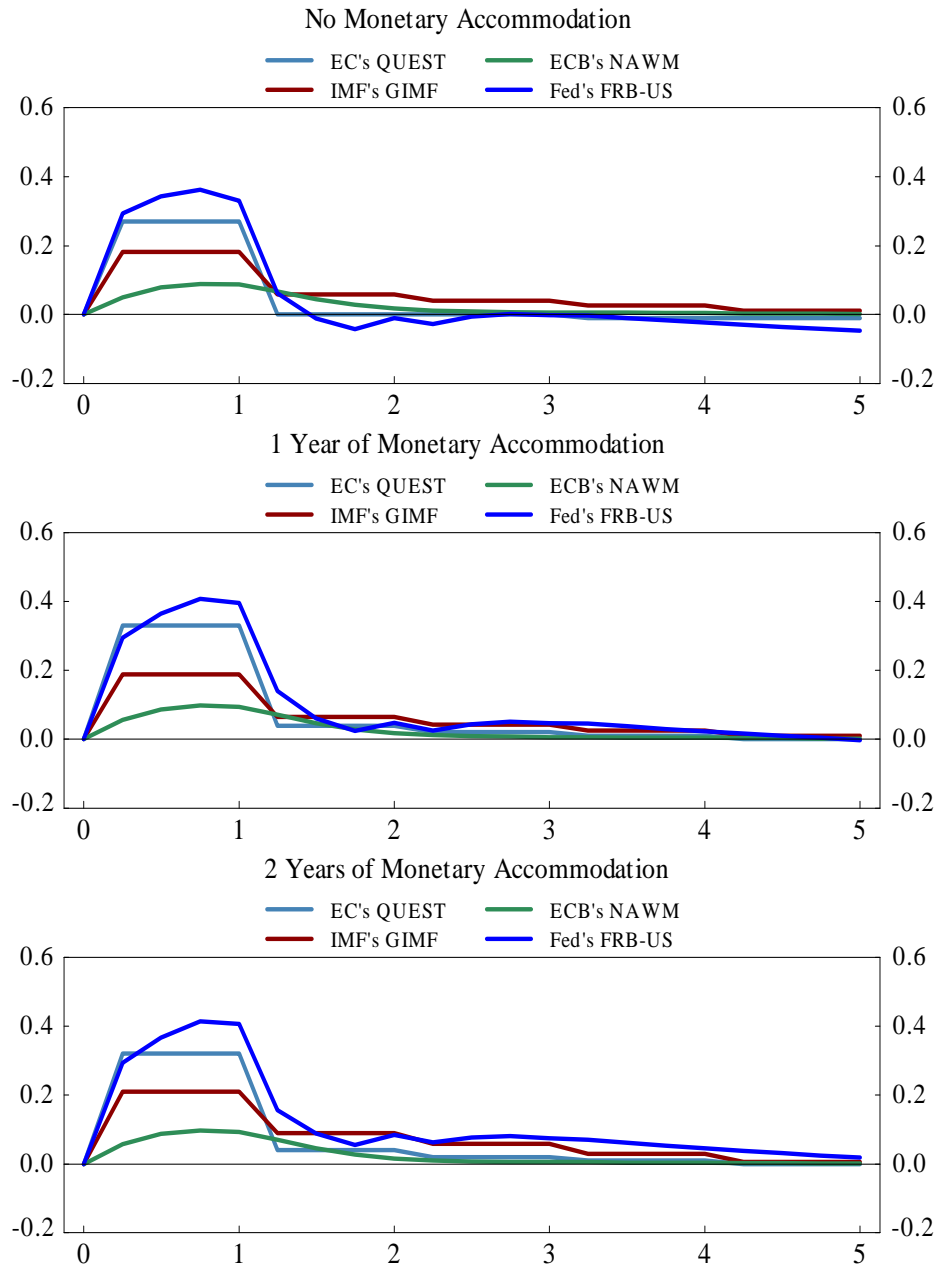 No Monetary Accommodation
EC's QUEST ECB's NAWM
IMF's GIMF Fed's FRB-US
0.6 0.6
0.4 0.4
0.2 0.2
0.0 0.0
-0.2 -0.2
0 1 2 3 4 5
1 Year of Monetary Accommodation
EC's QUEST ECB's NAWM
IMF's GIMF Fed's FRB-US
0.6 0.6
0.4 0.4
0.2 0.2
0.0 0.0
-0.2 -0.2
0 1 2 3 4 5
2 Years of Monetary Accommodation
EC's QUEST ECB's NAWM
IMF's GIMF Fed's FRB-US
0.6 0.6
0.4 0.4
0.2 0.2
0.0 0.0
-0.2 -0.2
0 1 2 3 4 5